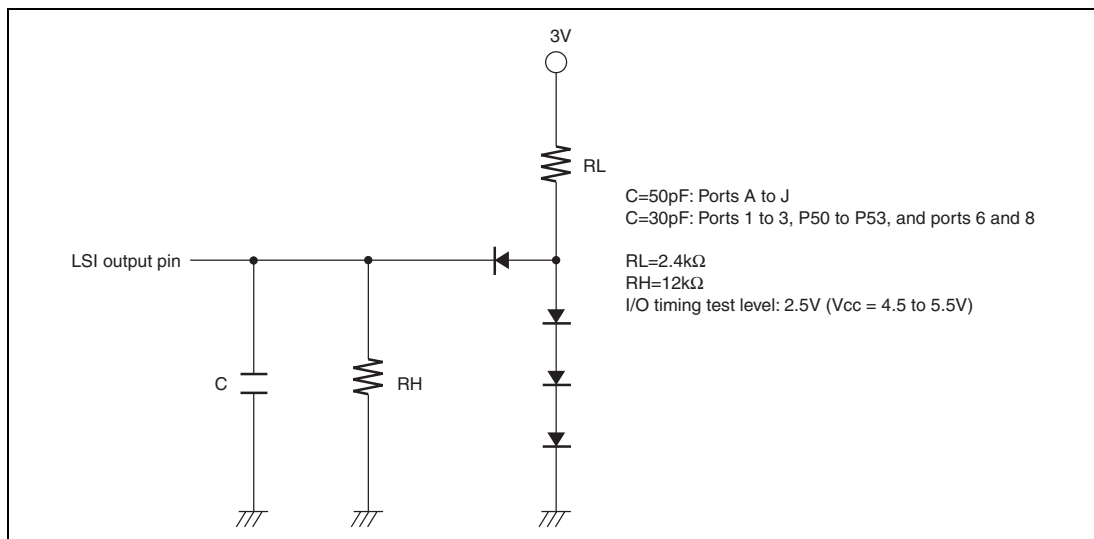 3V
RL
C=50pF: Ports A to J
C=30pF: Ports 1 to 3, P50 to P53, and ports 6 and 8
LSI output pin
RL=2.4kΩ
RH=12kΩ
I/O timing test level: 2.5V (Vcc = 4.5 to 5.5V)
C
RH